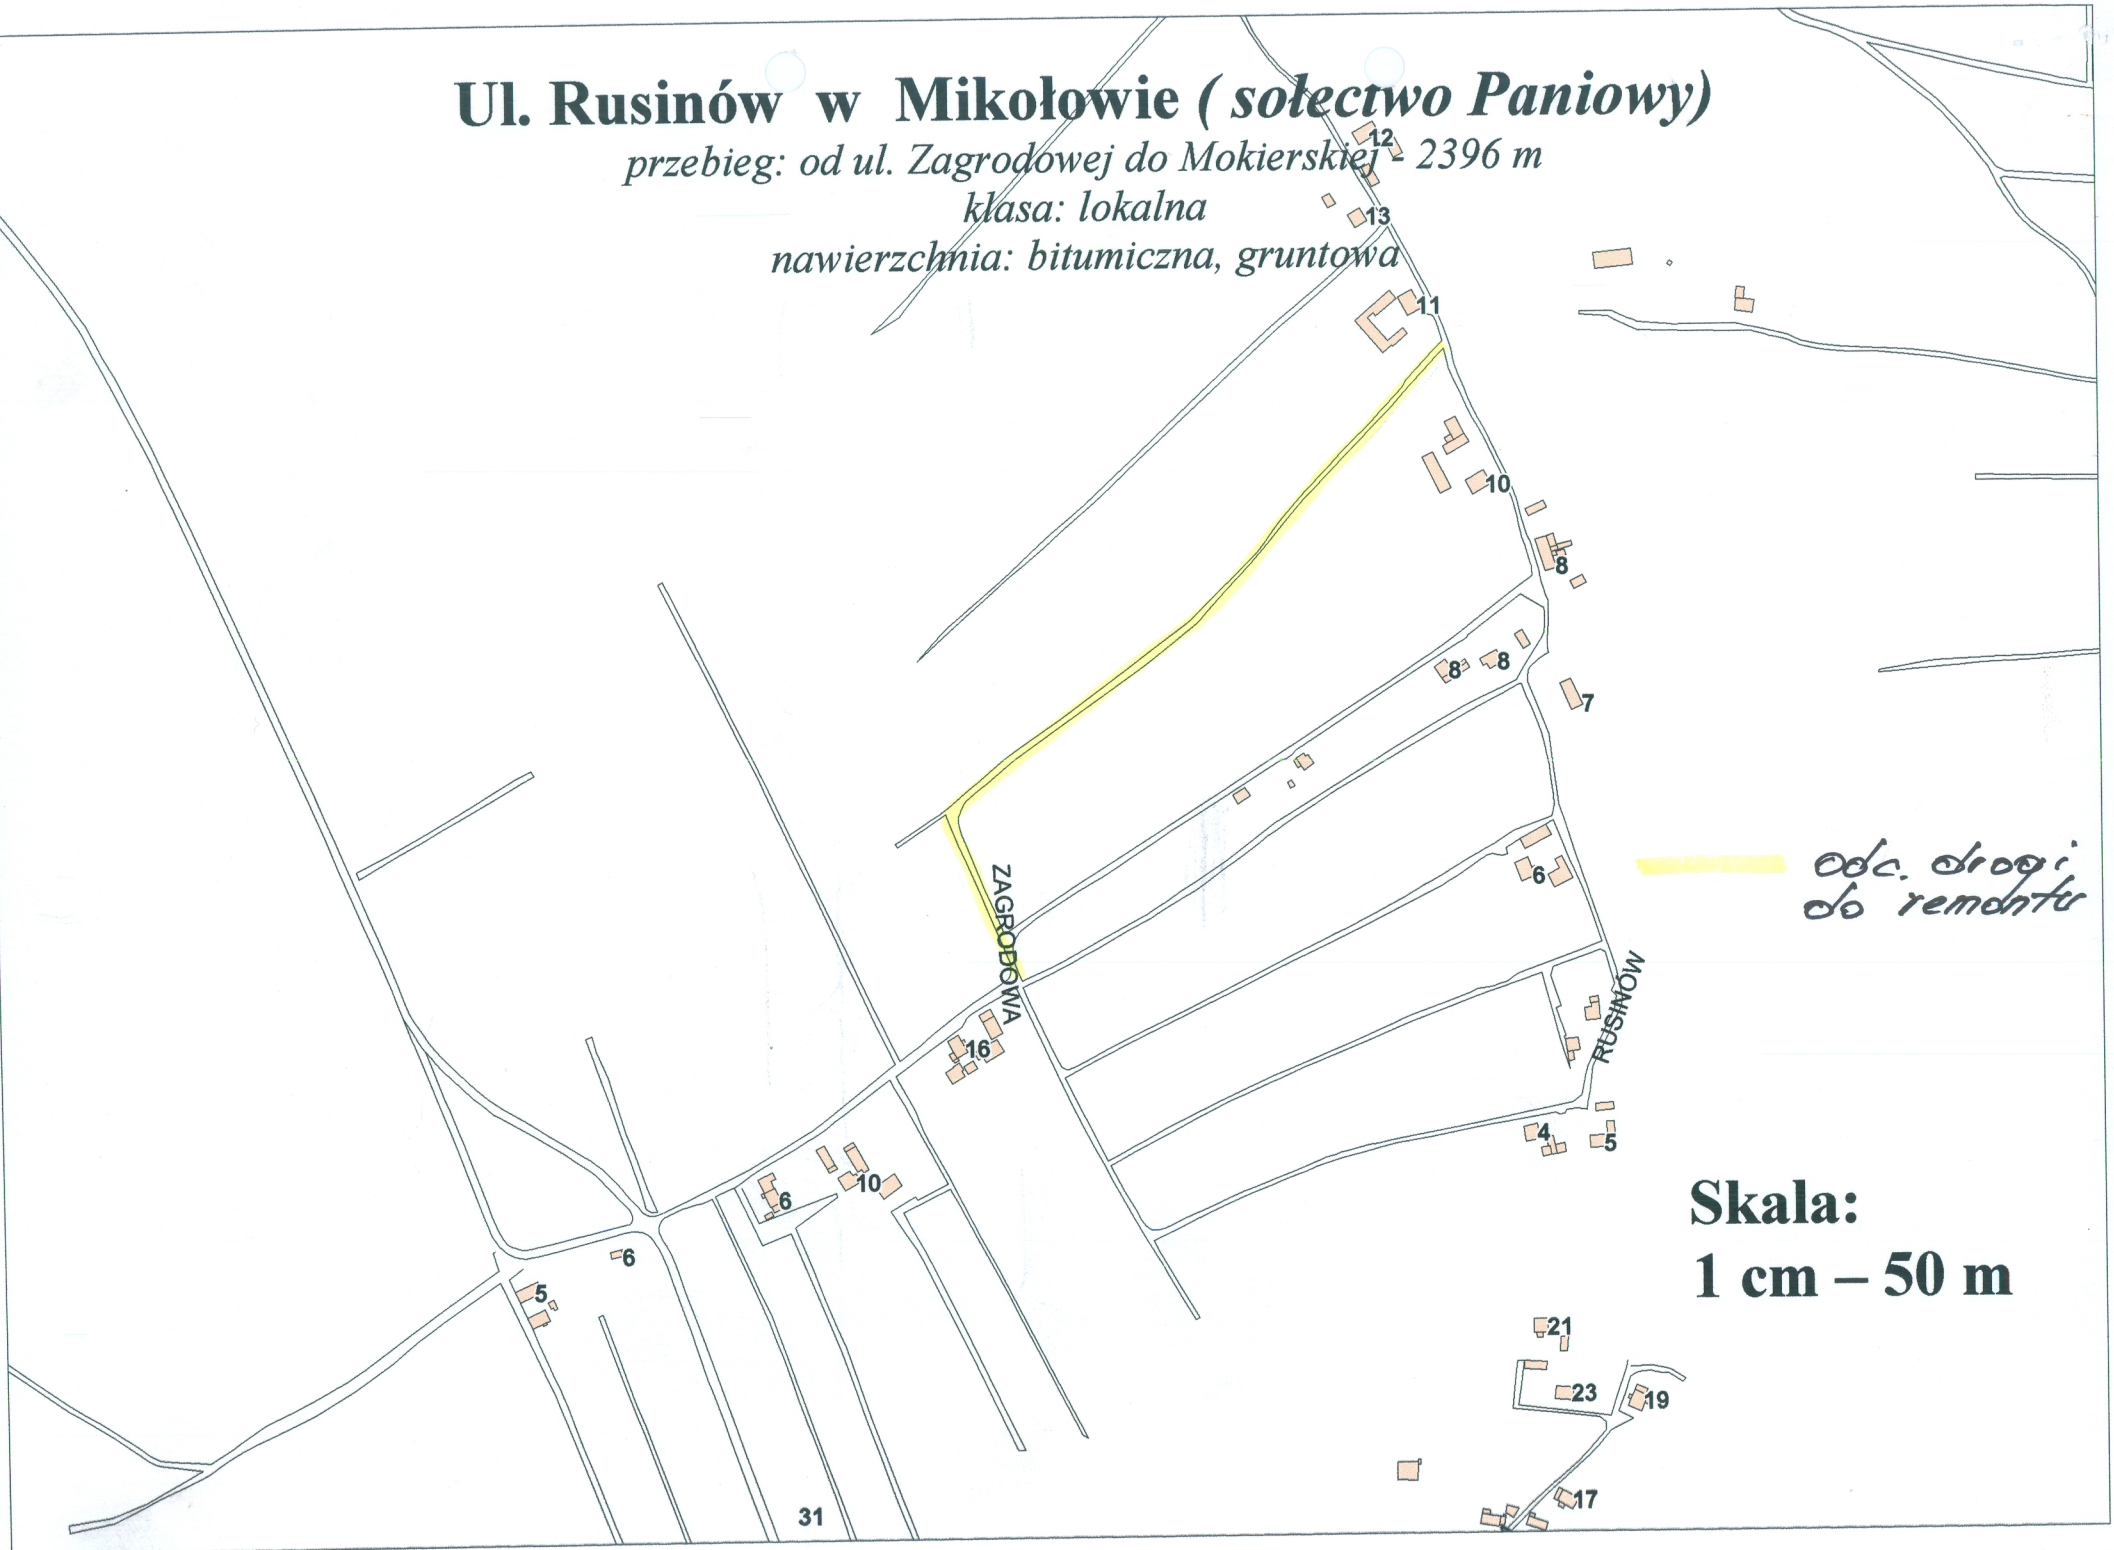 Ul. Rusinów w Mikołowie ( sołectwo Paniowy)
przebieg: od ul. Zagrodowej do Mokierskiej - 2396 m
klasa: lokalna
nawierzchnia: bitumiczna, gruntowa
12
13
11
10
8
8
8
7
6
odc. drogi
do remontu
ZAGRODOWA
RUSINÓW
16
4
5
10
6
6
5
Skala:
1 cm – 50 m
21
23
19
17
31